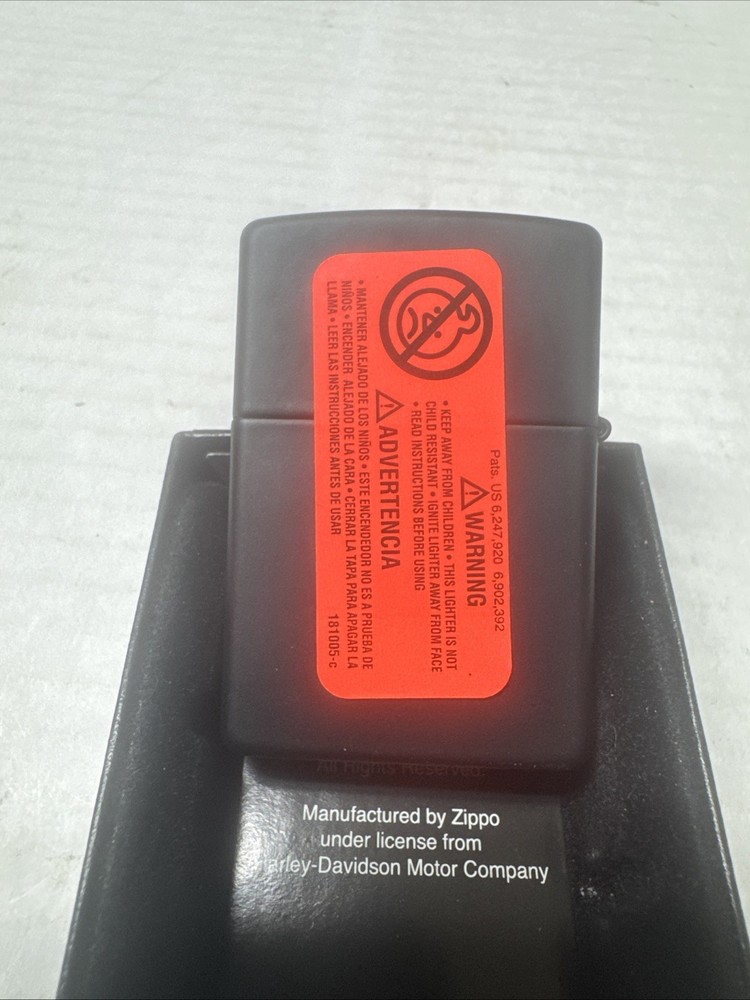 Pats. US 6,247,920 6,902,392
⚠ WARNING
• KEEP AWAY FROM CHILDREN • THIS LIGHTER IS NOT
CHILD RESISTANT • IGNITE LIGHTER AWAY FROM FACE
• READ INSTRUCTIONS BEFORE USING
⚠ ADVERTENCIA
• MANTENER ALEJADO DE LOS NIÑOS • ESTE ENCENDEDOR NO ES A PRUEBA DE
NIÑOS • ENCENDER ALEJADO DE LA CARA • CERRAR LA TAPA PARA APAGAR LA
LLAMA • LEER LAS INSTRUCCIONES ANTES DE USAR 181005-c
All Rights Reserved.
Manufactured by Zippo
under license from
arley-Davidson Motor Company